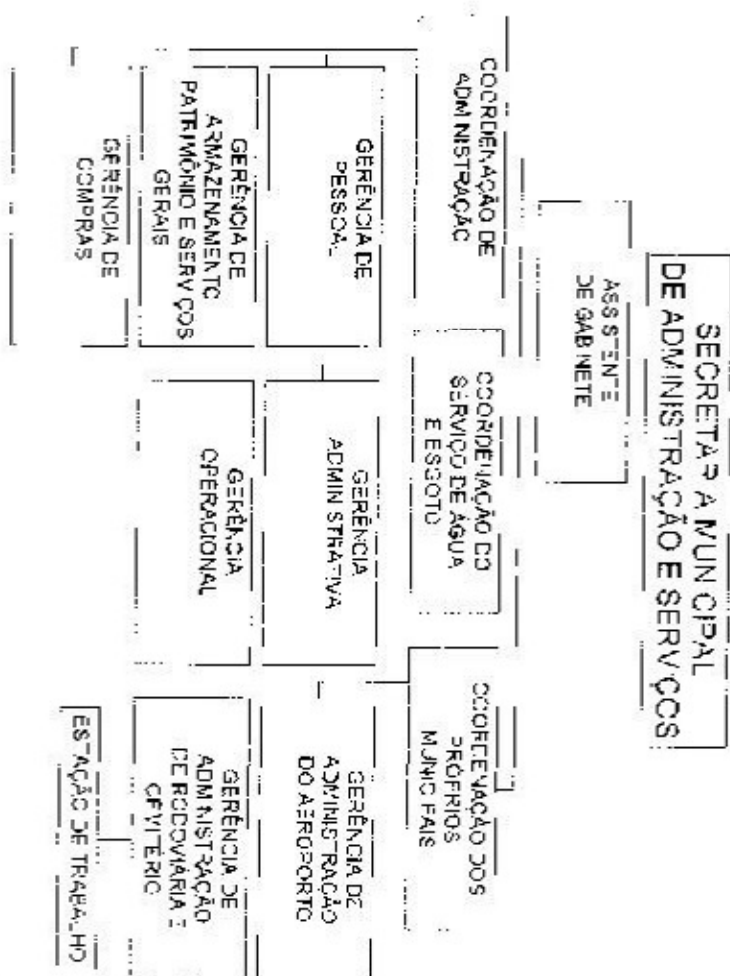 SECRETARIA MUNICIPAL
DE ADMINISTRAÇÃO E SERVIÇOS
ASSISTENTE
DE GABINETE
COORDENAÇÃO DE
ADMINISTRAÇÃO
COORDENAÇÃO DO
SERVIÇO DE ÁGUA
E ESGOTO
COORDENAÇÃO DOS
PRÓPRIOS
MUNICIPAIS
GERÊNCIA DE
PESSOAL
GERÊNCIA
ADMINISTRATIVA
GERÊNCIA DE
ADMINISTRAÇÃO
DO AEROPORTO
GERÊNCIA DE
ARMAZENAMENTO
PATRIMÔNIO E SERVIÇOS
GERAIS
GERÊNCIA
OPERACIONAL
GERÊNCIA DE
ADMINISTRAÇÃO
DE RODOVIÁRIA E
CEMITÉRIO
GERÊNCIA DE
COMPRAS
ESTAÇÃO DE TRABALHO